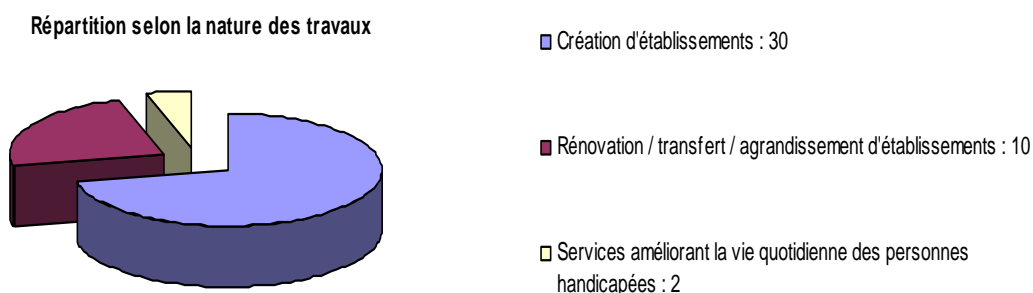 Répartition selon la nature des travaux
Création d'établissements : 30
Rénovation / transfert / agrandissement d'établissements : 10
Services améliorant la vie quotidienne des personnes
handicapées : 2